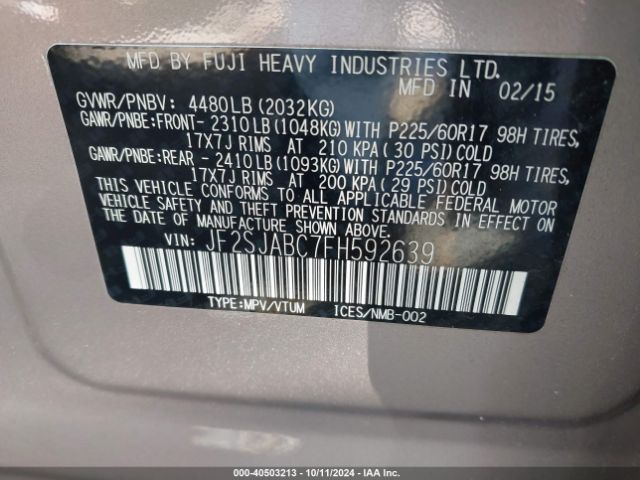 MFD BY FUJI HEAVY INDUSTRIES LTD.
MFD IN 02/15
GVWR/PNBV: 4480LB(2032KG)
GAWR/PNBE:FRONT-2310LB(1048KG)WITH P225/60R17 98H TIRES,
17X7J RIMS AT 210 KPA(30 PSI)COLD
GAWR/PNBE:REAR -2410LB(1093KG)WITH P225/60R17 98H TIRES,
17X7J RIMS AT 200 KPA(29 PSI)COLD
THIS VEHICLE CONFORMS TO ALL APPLICABLE FEDERAL MOTOR
VEHICLE SAFETY AND THEFT PREVENTION STANDARDS IN EFFECT ON
THE DATE OF MANUFACTURE SHOWN ABOVE.
VIN: JF2SJABC7FH592639
TYPE:MPV/VTUM ICES/NMB-002
000-40503213 - 10/11/2024 - IAAI.COM